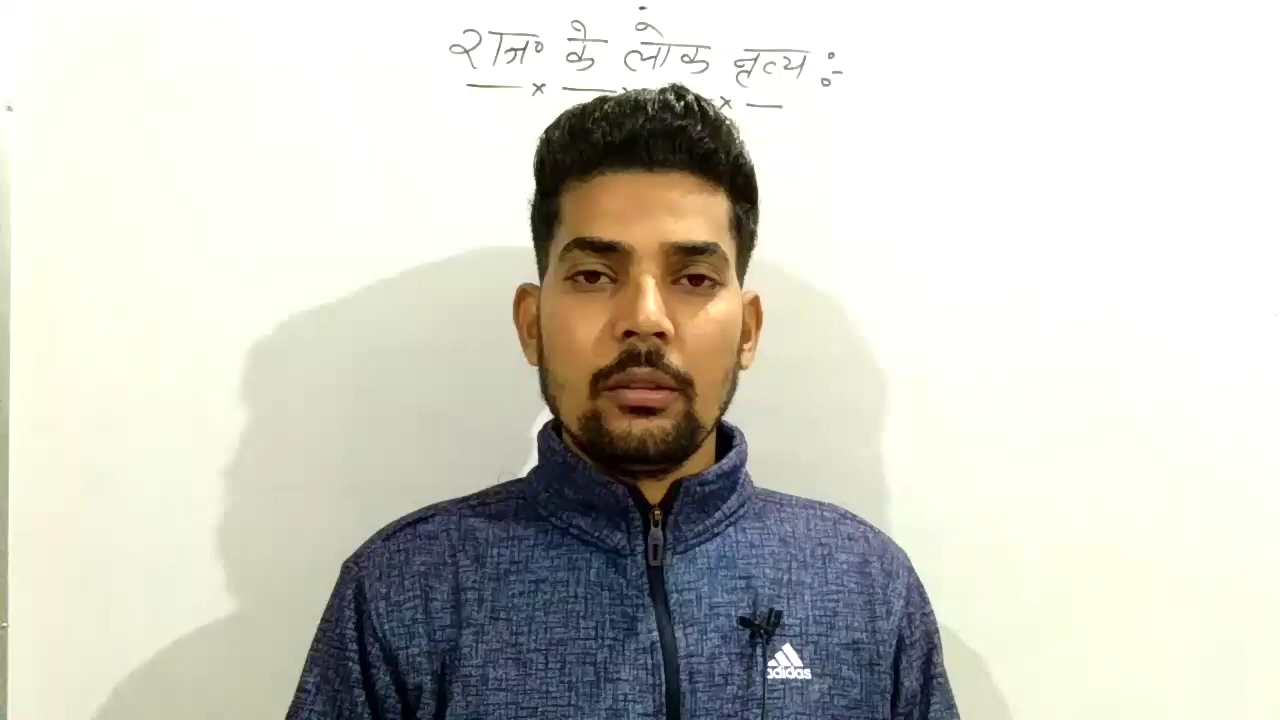 राज० के लोक नृत्य :-
adidas